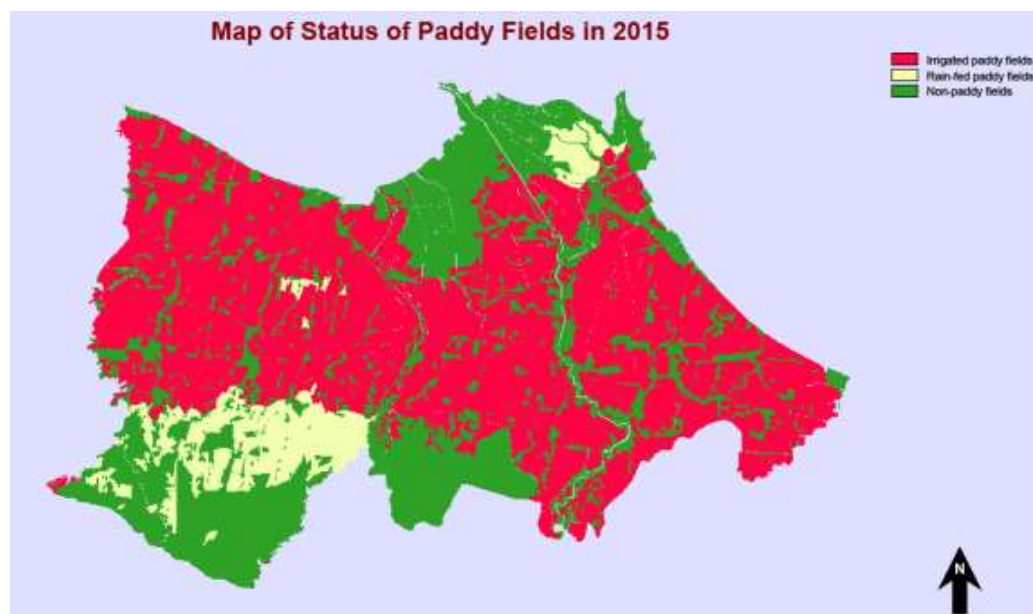 Map of Status of Paddy Fields in 2015
Irrigated paddy fields
Rain-fed paddy fields
Non-paddy fields
N